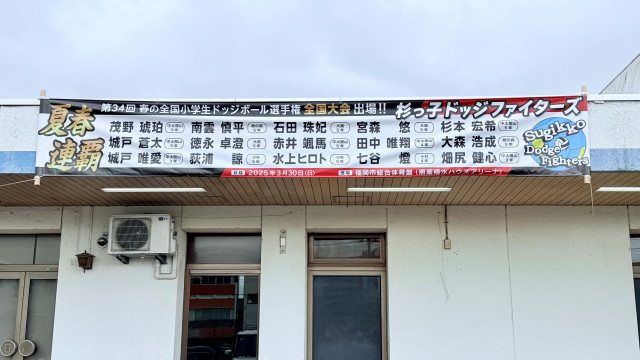 夏春
連覇
第34回 春の全国小学生ドッジボール選手権 全国大会 出場!!
杉っ子ドッジファイターズ
茂野 琥珀 南雲 慎平 石田 珠妃 宮森 悠 杉本 宏希
城戸 蒼太 徳永 卓澄 赤井 颯馬 田中 唯翔 大森 浩成
城戸 唯愛 荻浦 諒 水上 ヒロト 七谷 燈 畑尻 健心
2025年3月30日(日) 福岡市総合体育館(照葉積水ハウスアリーナ)
Sugikko
Dodge
Fighters